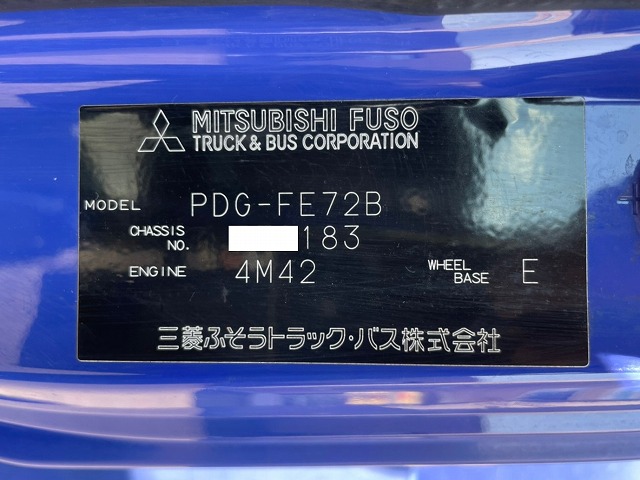 MITSUBISHI FUSO
TRUCK & BUS CORPORATION
MODEL PDG-FE72B
CHASSIS NO. 183
ENGINE 4M42 WHEEL BASE E
三菱ふそうトラック・バス株式会社